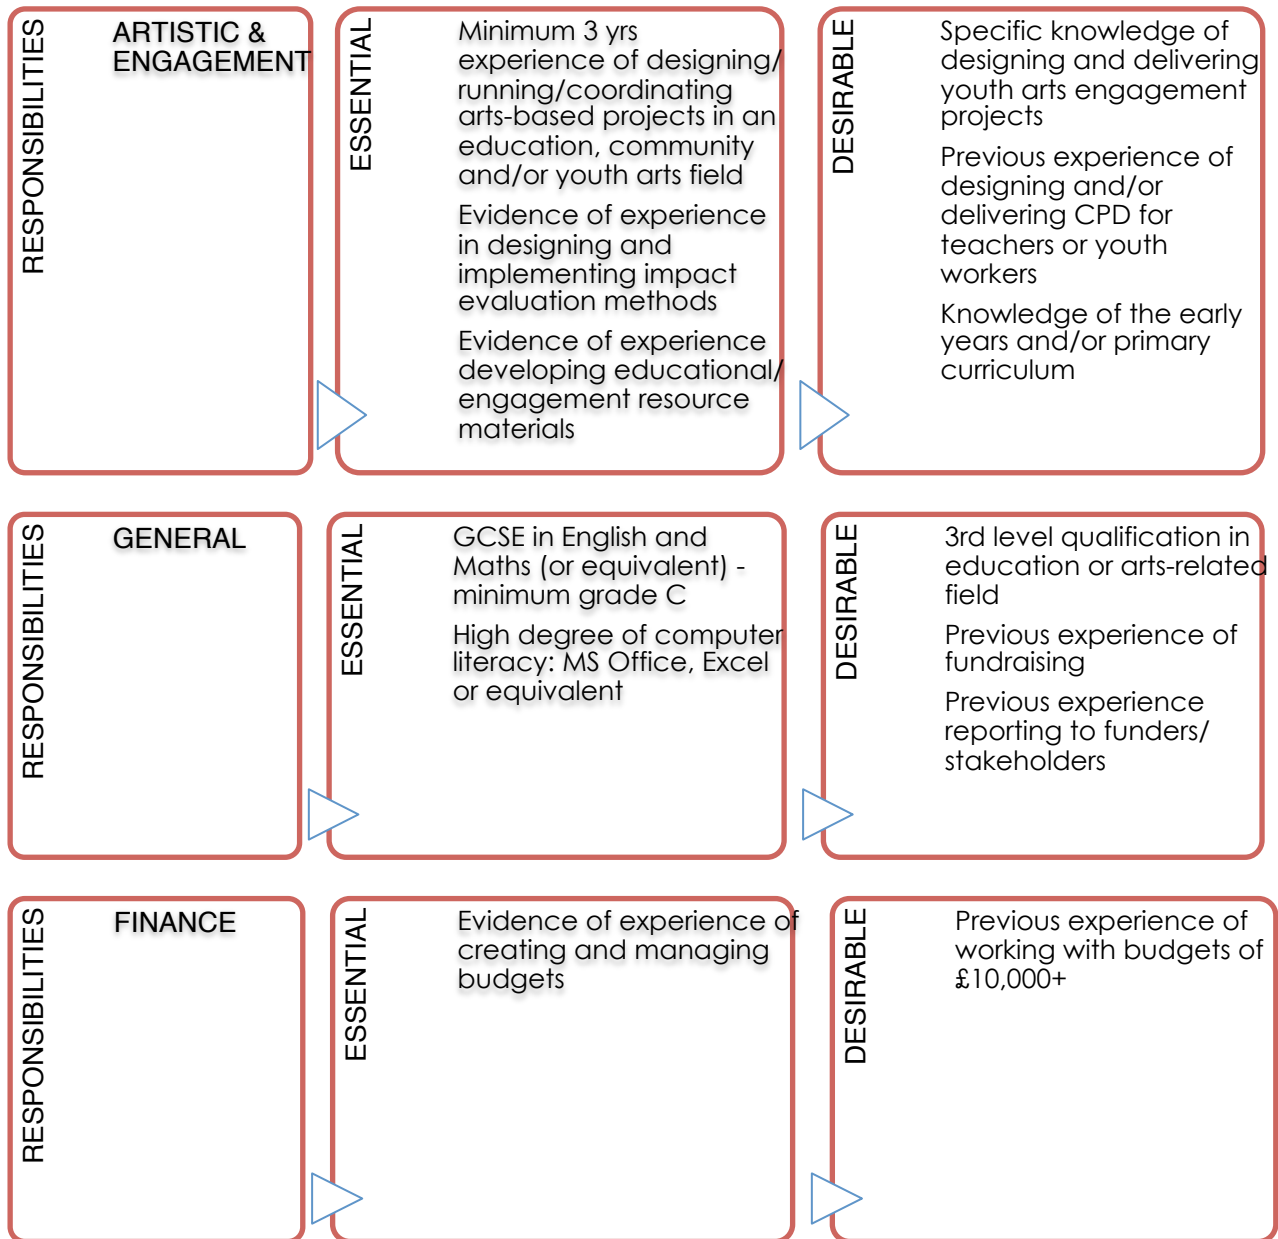 RESPONSIBILITIES
ARTISTIC &
ENGAGEMENT
ESSENTIAL
Minimum 3 yrs
experience of designing/
running/coordinating
arts-based projects in an
education, community
and/or youth arts field
Evidence of experience
in designing and
implementing impact
evaluation methods
Evidence of experience
developing educational/
engagement resource
materials
DESIRABLE
Specific knowledge of
designing and delivering
youth arts engagement
projects
Previous experience of
designing and/or
delivering CPD for
teachers or youth
workers
Knowledge of the early
years and/or primary
curriculum
RESPONSIBILITIES
GENERAL
ESSENTIAL
GCSE in English and
Maths (or equivalent) -
minimum grade C
High degree of computer
literacy: MS Office, Excel
or equivalent
DESIRABLE
3rd level qualification in
education or arts-related
field
Previous experience of
fundraising
Previous experience
reporting to funders/
stakeholders
RESPONSIBILITIES
FINANCE
ESSENTIAL
Evidence of experience of
creating and managing
budgets
DESIRABLE
Previous experience of
working with budgets of
£10,000+